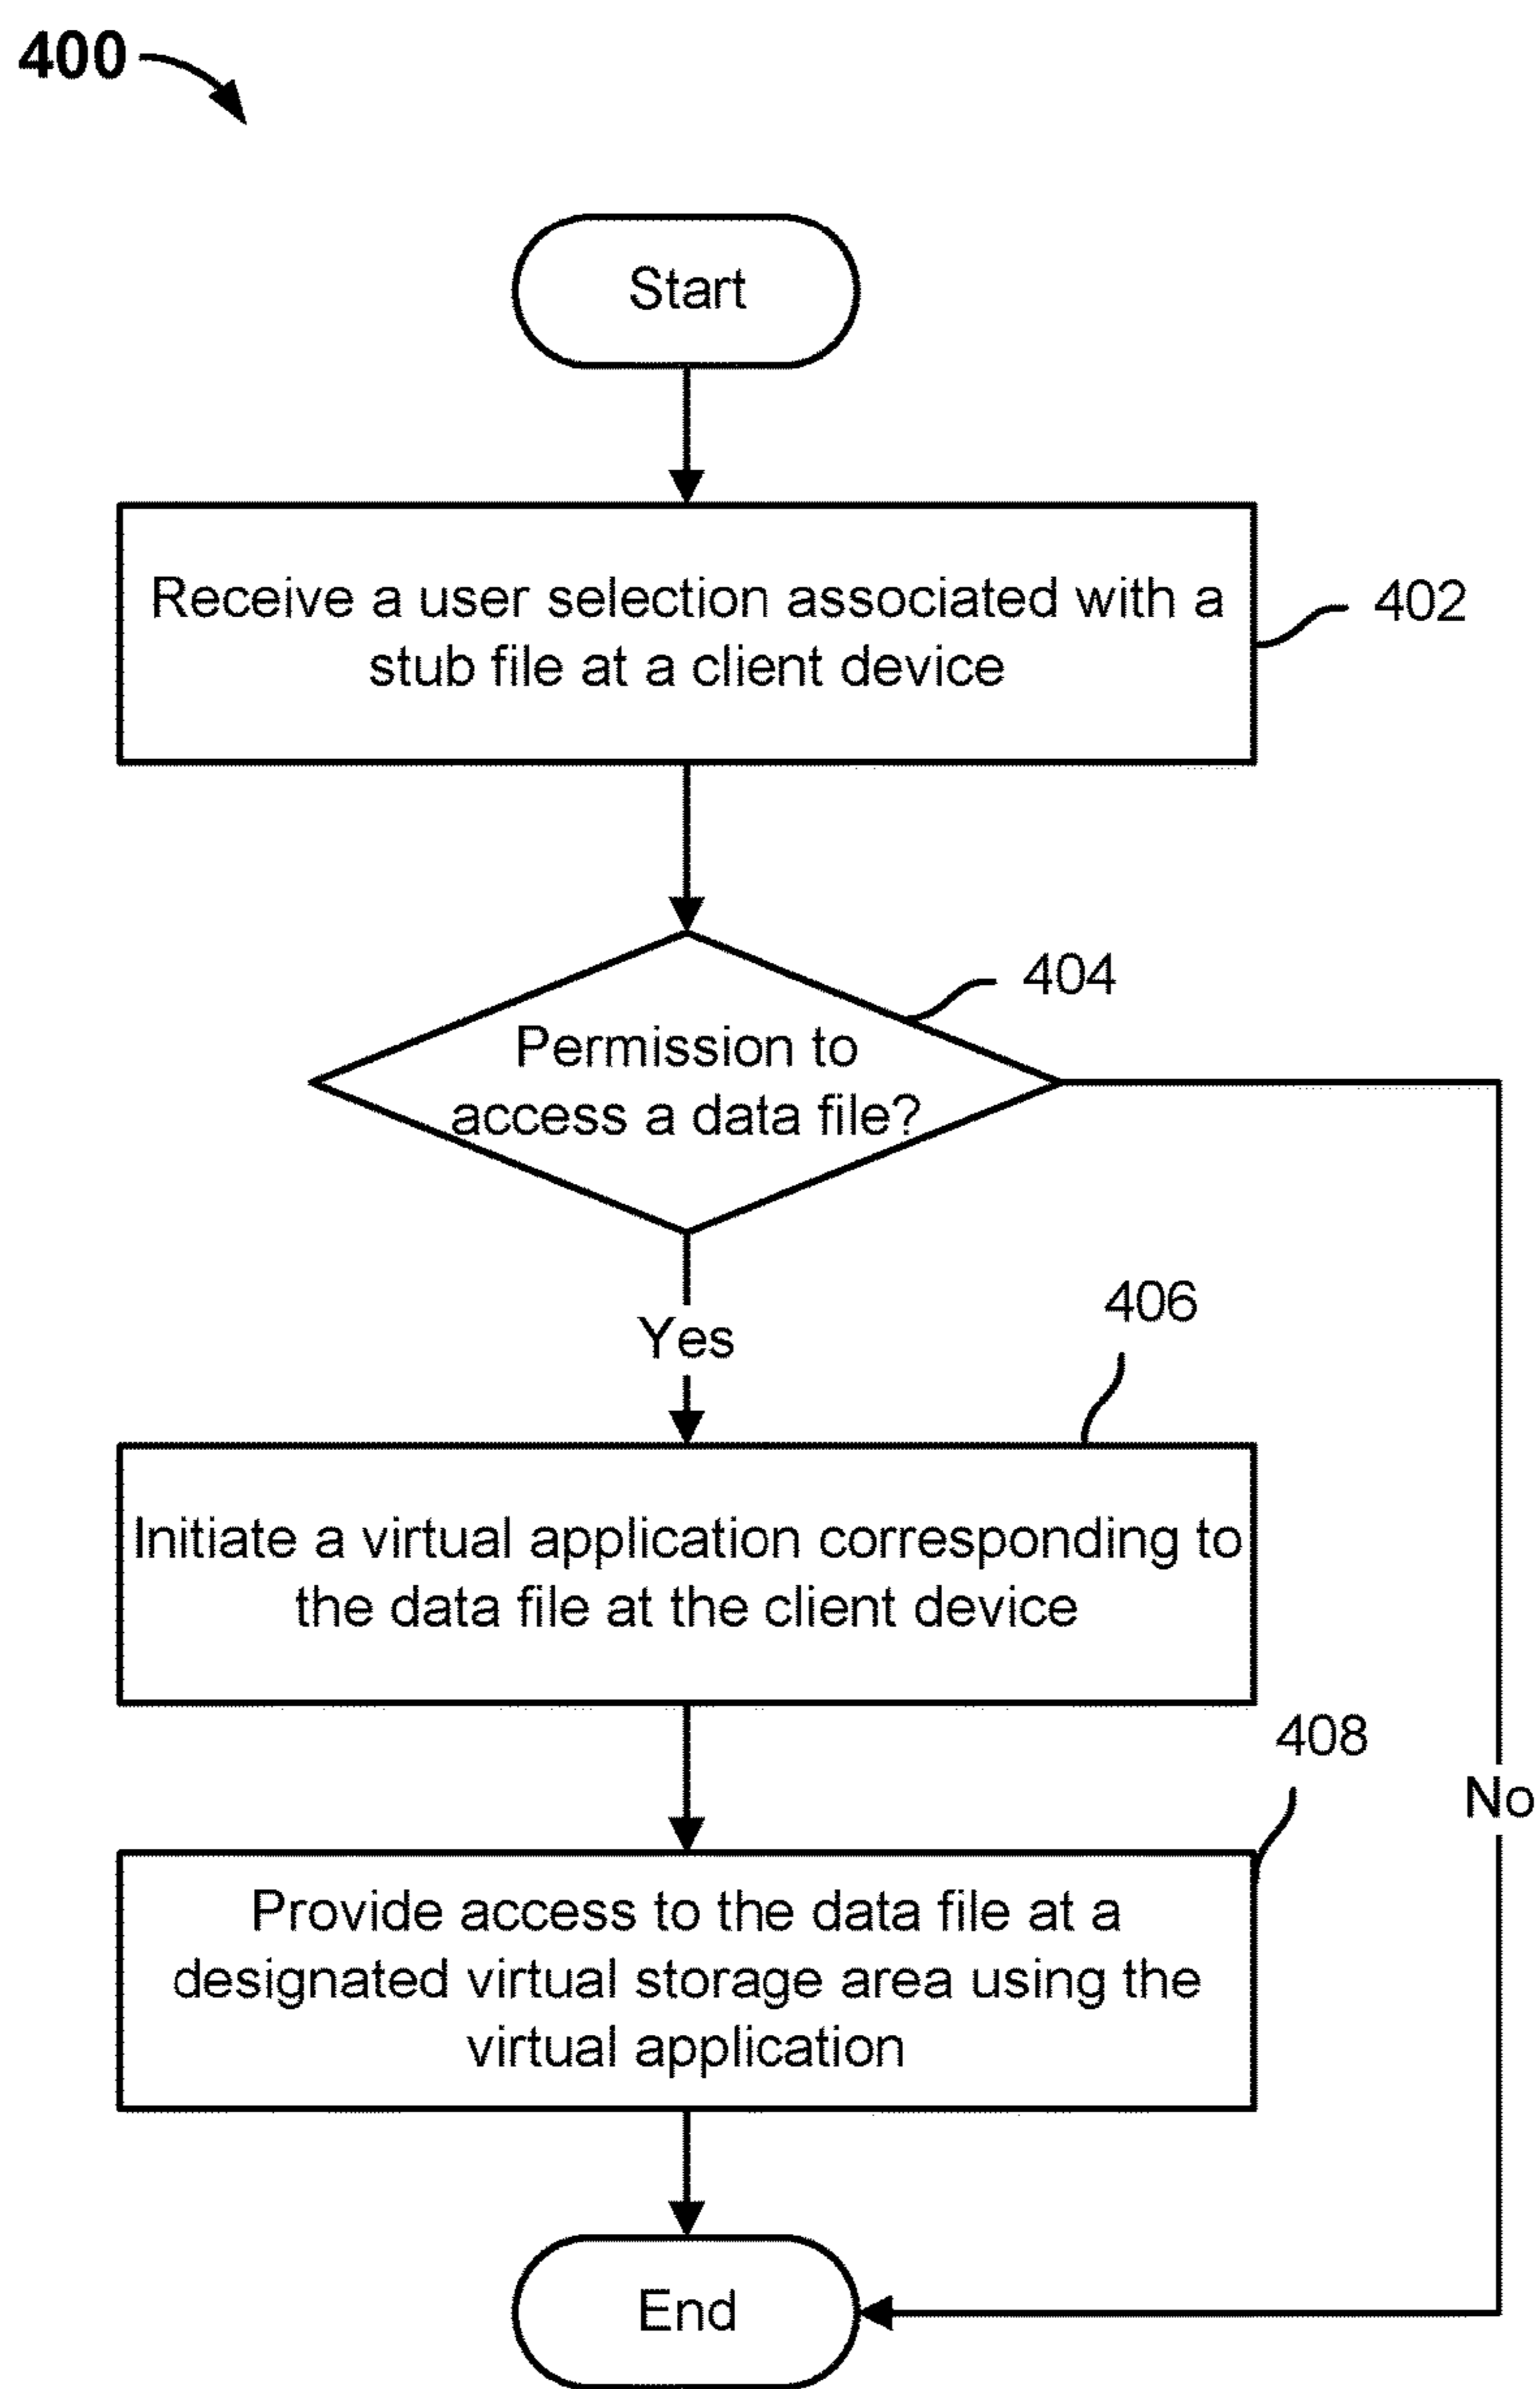 400
Start
Receive a user selection associated with a
stub file at a client device
402
404
Permission to
access a data file?
Yes
406
Initiate a virtual application corresponding to
the data file at the client device
408
No
Provide access to the data file at a
designated virtual storage area using the
virtual application
End